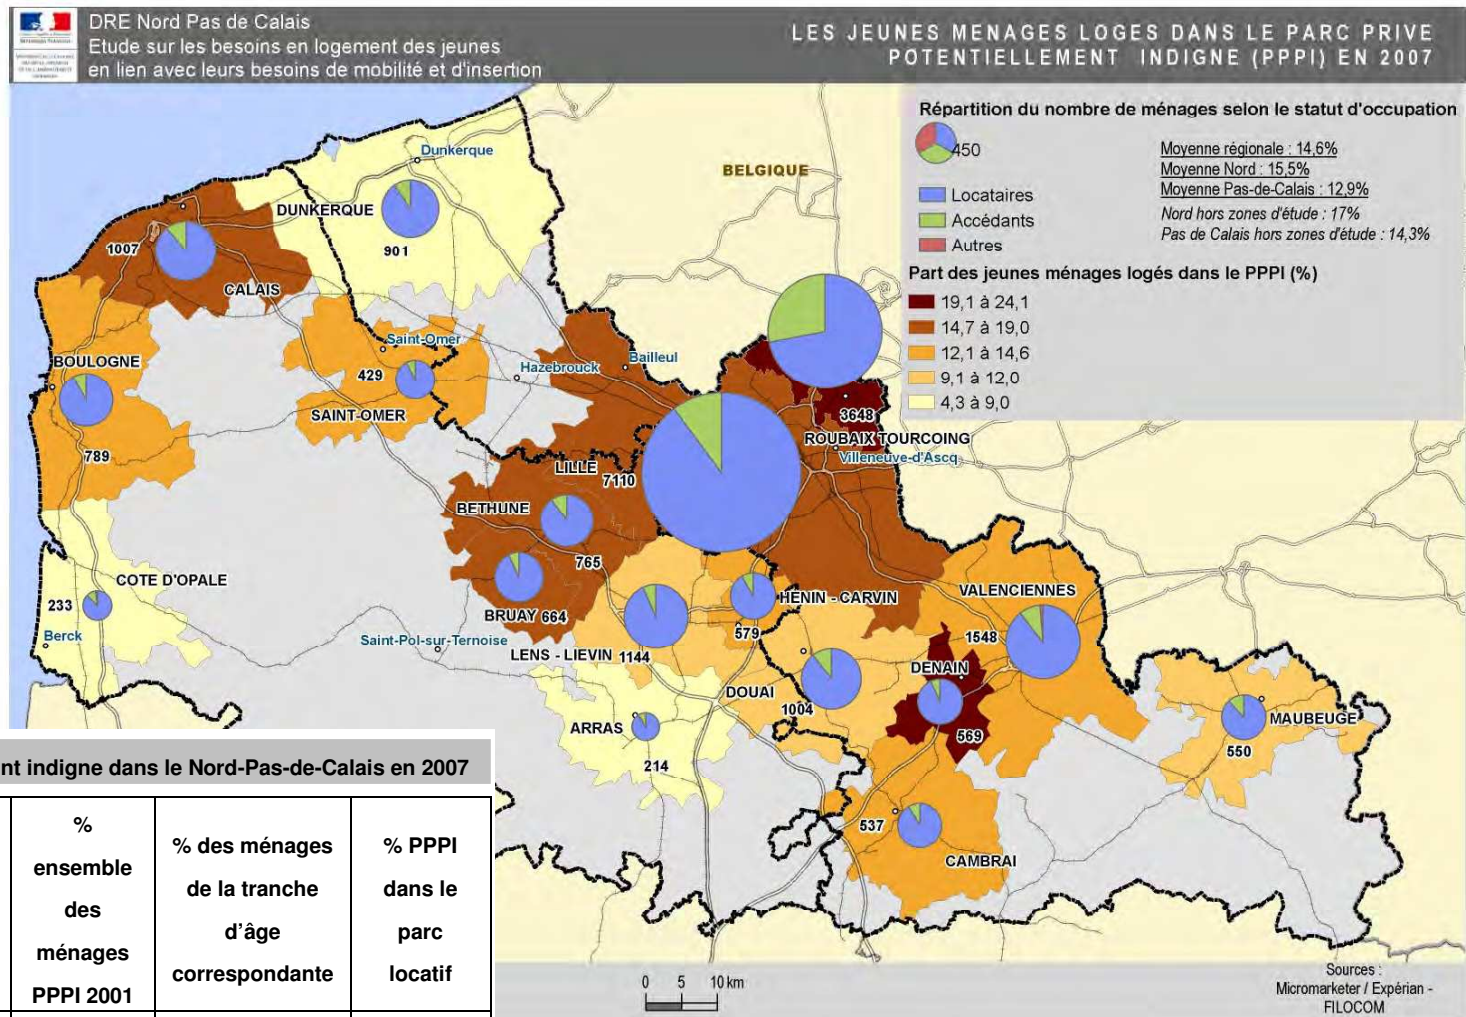 DRE Nord Pas de Calais
Etude sur les besoins en logement des jeunes
en lien avec leurs besoins de mobilité et d'insertion
LES JEUNES MENAGES LOGES DANS LE PARC PRIVE
POTENTIELLEMENT INDIGNE (PPPI) EN 2007
Répartition du nombre de ménages selon le statut d'occupation
450
Locataires
Accédants
Autres
Moyenne régionale : 14,6%
Moyenne Nord : 15,5%
Moyenne Pas-de-Calais : 12,9%
Nord hors zones d'étude : 17%
Pas de Calais hors zones d'étude : 14,3%
Part des jeunes ménages logés dans le PPPI (%)
19,1 à 24,1
14,7 à 19,0
12,1 à 14,6
9,1 à 12,0
4,3 à 9,0
BELGIQUE
Dunkerque
DUNKERQUE
901
1007
CALAIS
BOULOGNE
789
Saint-Omer
429
SAINT-OMER
Hazebrouck
Bailleul
3648
ROUBAIX TOURCOING
Villeneuve-d'Ascq
LILLE
7110
BETHUNE
765
BRUAY 664
COTE D'OPALE
233
Berck
Saint-Pol-sur-Ternoise
LENS - LIEVIN 1144
HENIN - CARVIN
579
VALENCIENNES
1548
DENAIN
569
DOUAI
1004
ARRAS
214
MAUBEUGE
550
537
CAMBRAI
nt indigne dans le Nord-Pas-de-Calais en 2007
%
ensemble
des
ménages
PPPI 2001
% des ménages
de la tranche
d'âge
correspondante
% PPPI
dans le
parc
locatif
0 5 10 km
Sources :
Micromarketer / Expérian -
FILOCOM